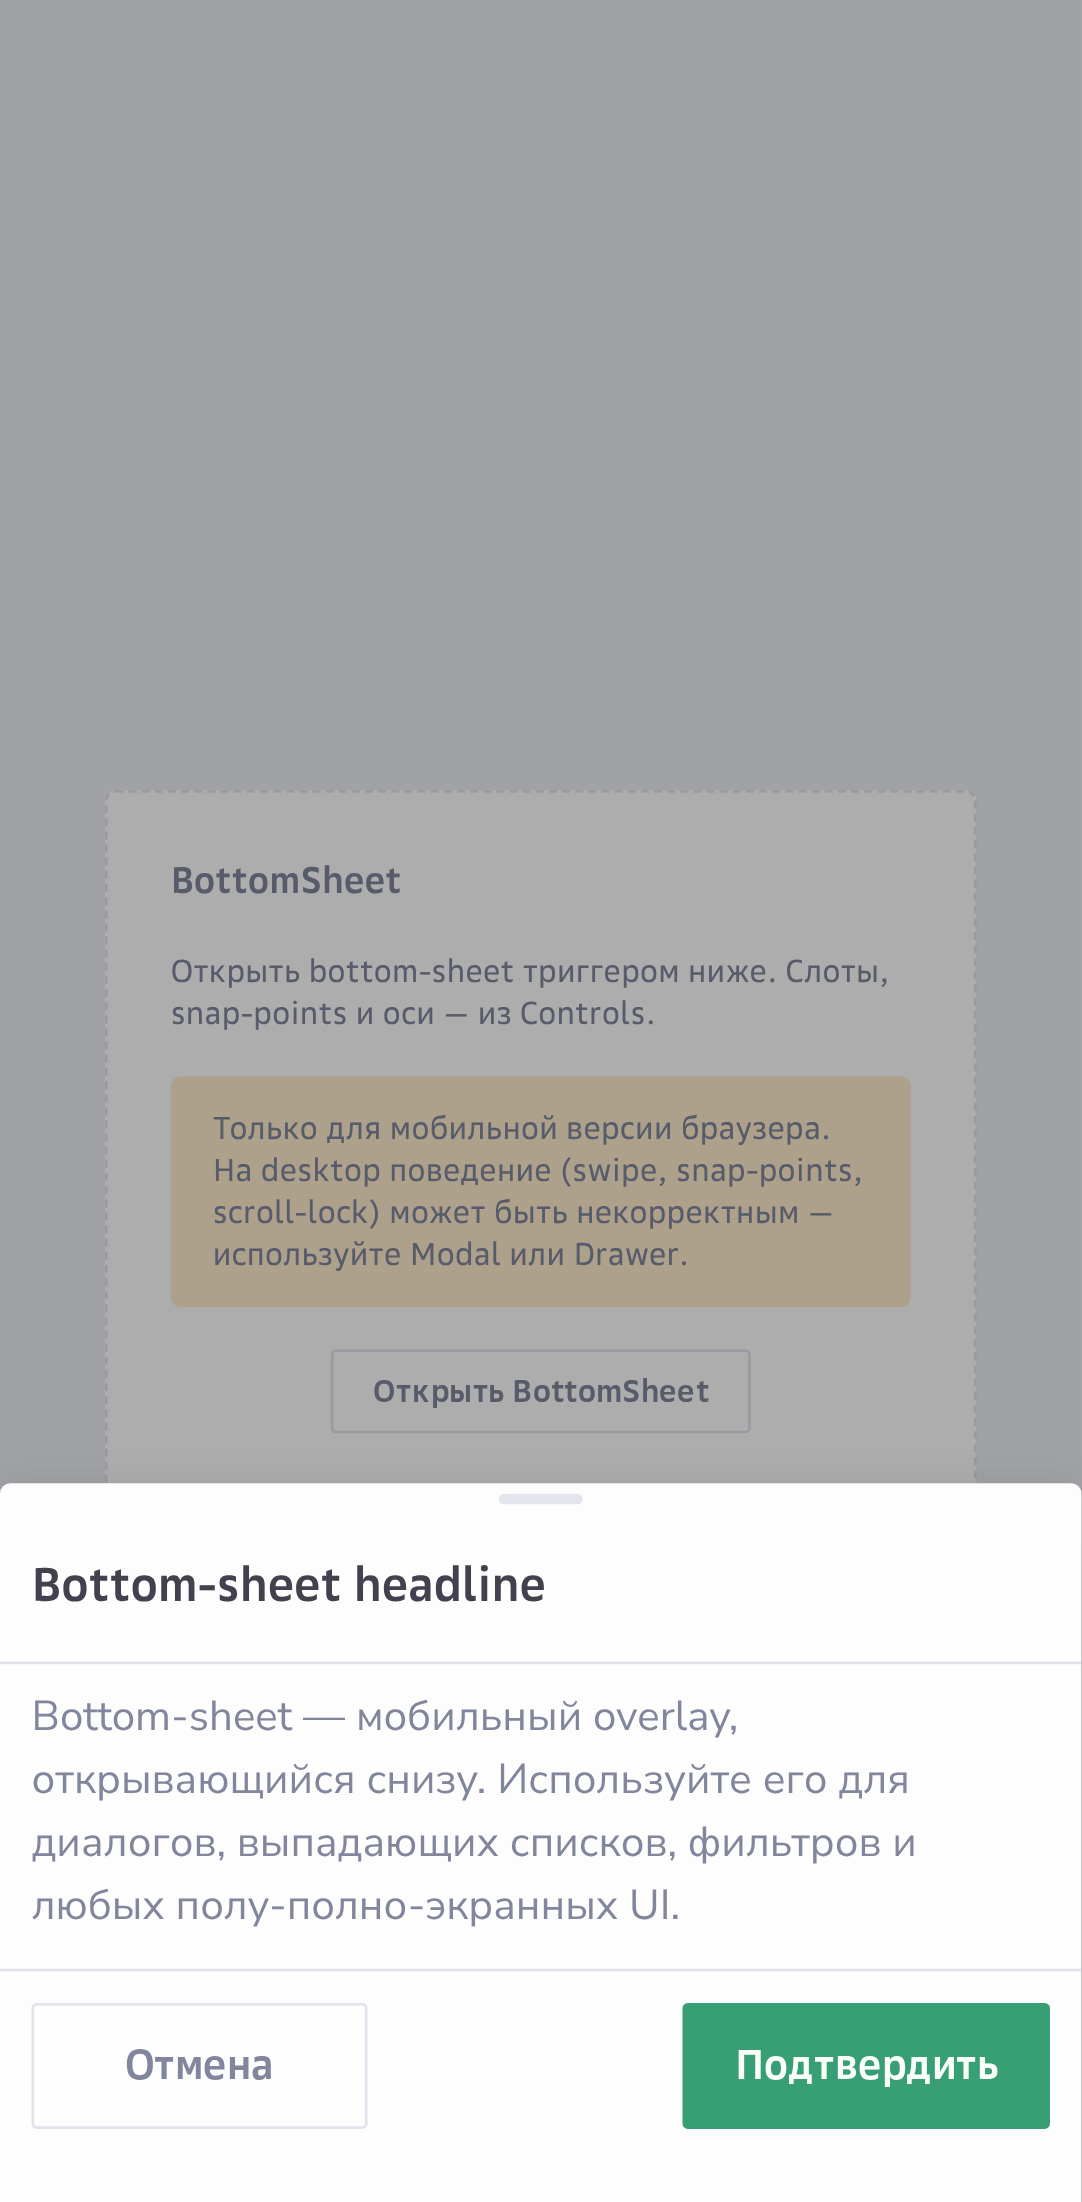 BottomSheet
Открыть bottom-sheet триггером ниже. Слоты,
snap-points и оси — из Controls.
Только для мобильной версии браузера.
На desktop поведение (swipe, snap-points,
scroll-lock) может быть некорректным —
используйте Modal или Drawer.
Открыть BottomSheet
Bottom-sheet headline
Bottom-sheet — мобильный overlay,
открывающийся снизу. Используйте его для
диалогов, выпадающих списков, фильтров и
любых полу-полно-экранных UI.
Отмена
Подтвердить